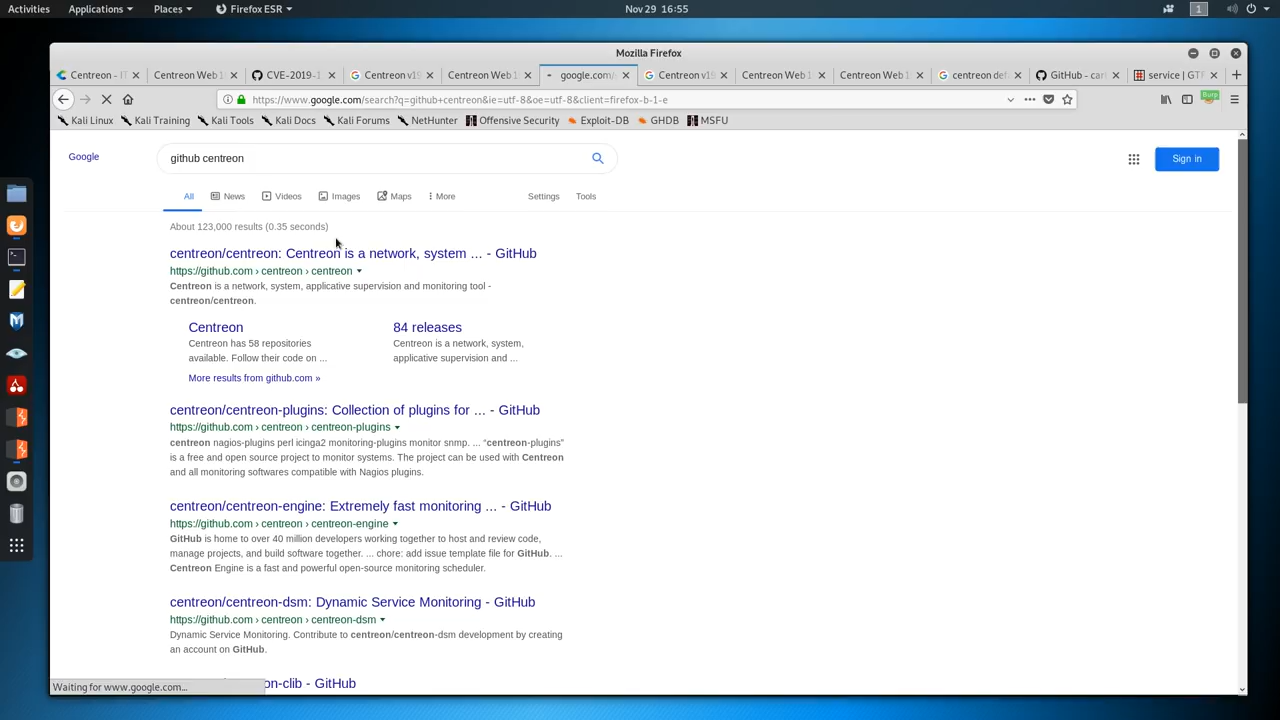 Activities Applications Places Firefox ESR Nov 29 16:55 1
Mozilla Firefox
Centreon - IT Centreon Web 1 CVE-2019-1 Centreon v19 Centreon Web 1 google.com/ Centreon v19 Centreon Web 1 Centreon Web 1 centreon def GitHub - car service | GTF
https://www.google.com/search?q=github+centreon&ie=utf-8&oe=utf-8&client=firefox-b-1-e Burp
Kali Linux Kali Training Kali Tools Kali Docs Kali Forums NetHunter Offensive Security Exploit-DB GHDB MSFU
Google github centreon Sign in
All News Videos Images Maps More Settings Tools
About 123,000 results (0.35 seconds)
centreon/centreon: Centreon is a network, system ... - GitHub
https://github.com › centreon › centreon
Centreon is a network, system, applicative supervision and monitoring tool -
centreon/centreon.
Centreon 84 releases
Centreon has 58 repositories Centreon is a network, system,
available. Follow their code on ... applicative supervision and ...
More results from github.com »
centreon/centreon-plugins: Collection of plugins for ... - GitHub
https://github.com › centreon › centreon-plugins
centreon nagios-plugins perl icinga2 monitoring-plugins monitor snmp. ... “centreon-plugins”
is a free and open source project to monitor systems. The project can be used with Centreon
and all monitoring softwares compatible with Nagios plugins.
centreon/centreon-engine: Extremely fast monitoring ... - GitHub
https://github.com › centreon › centreon-engine
GitHub is home to over 40 million developers working together to host and review code,
manage projects, and build software together. ... chore: add issue template file for GitHub. ...
Centreon Engine is a fast and powerful open-source monitoring scheduler.
centreon/centreon-dsm: Dynamic Service Monitoring - GitHub
https://github.com › centreon › centreon-dsm
Dynamic Service Monitoring. Contribute to centreon/centreon-dsm development by creating
an account on GitHub.
on-clib - GitHub
Waiting for www.google.com...